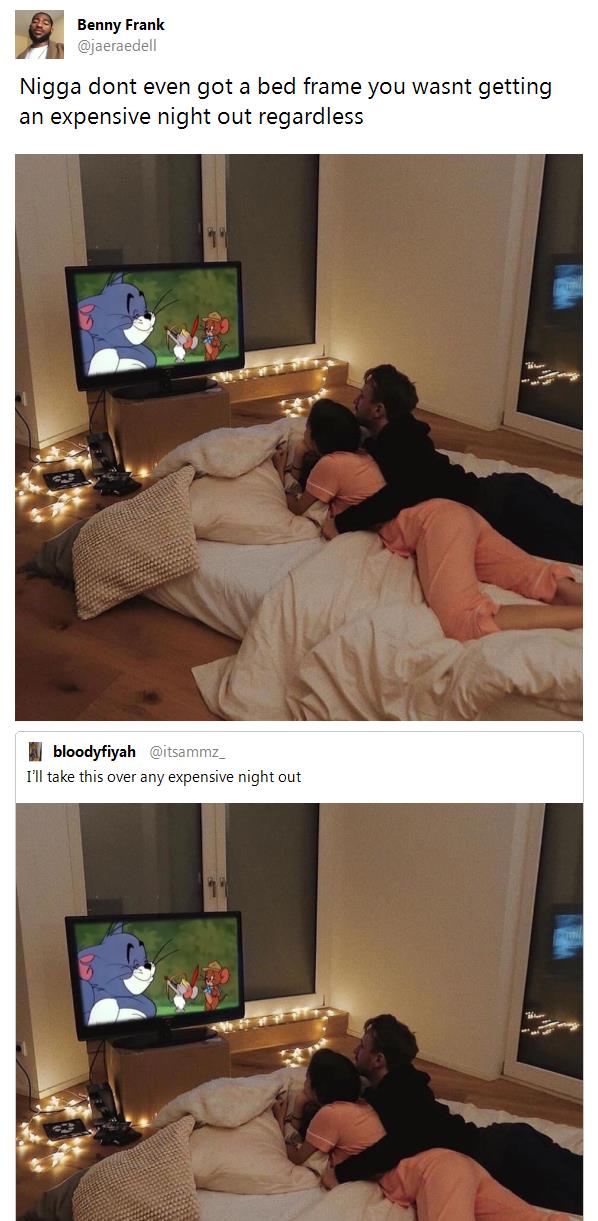 Benny Frank
@jaeraedell
Nigga dont even got a bed frame you wasnt getting
an expensive night out regardless
bloodyfiyah @itsammz_
I'll take this over any expensive night out